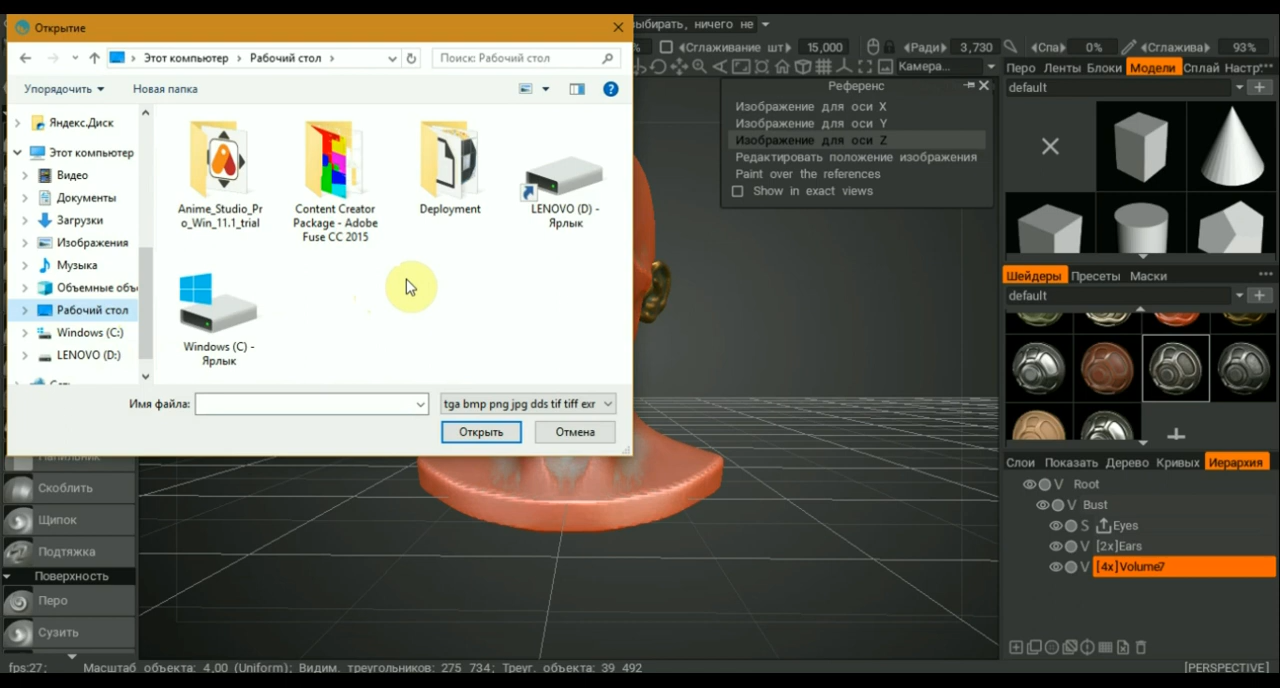 Открытие
Этот компьютер
Рабочий стол
Поиск: Рабочий стол
Упорядочить
Новая папка
Яндекс.Диск
Этот компьютер
Видео
Документы
Загрузки
Изображения
Музыка
Объемные объ
Рабочий стол
Windows (C:)
LENOVO (D:)
Anime_Studio_Pr
o_Win_11.1_trial
Content Creator
Package - Adobe
Fuse CC 2015
Deployment
LENOVO (D) -
Ярлык
Windows (C) -
Ярлык
Имя файла:
tga bmp png jpg dds tif tiff exr
Открыть
Отмена
выбирать, ничего не
%
Сглаживание шт
15,000
Ради
3,730
Спа
0%
Сглажива
93%
Камера...
Референс
Изображение для оси X
Изображение для оси Y
Изображение для оси Z
Редактировать положение изображения
Paint over the references
Show in exact views
Перо Ленты Блоки Модели Сплай Настр
default
Шейдеры Пресеты Маски
default
Слои Показать Дерево Кривых Иерархия
V Root
V Bust
S Eyes
V [2x]Ears
V [4x]Volume7
Напильник
Скоблить
Щипок
Подтяжка
Поверхность
Перо
Сузить
fps:27; Масштаб объекта: 4,00 (Uniform); Видим. треугольников: 275 734; Треуг. объекта: 39 492
[PERSPECTIVE]